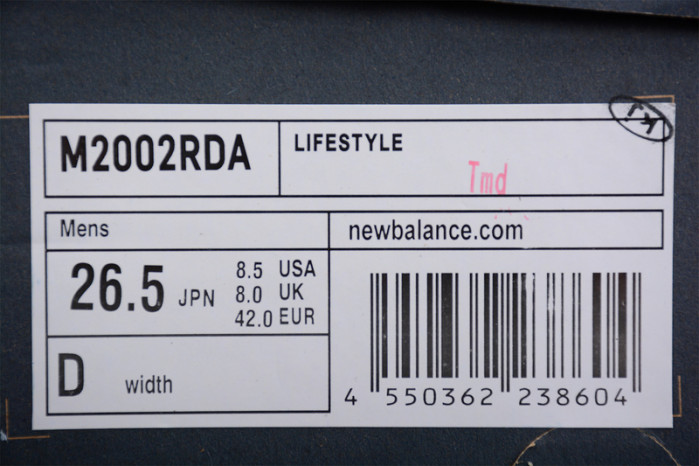 M2002RDA
LIFESTYLE
Tmd
kj
Mens
newbalance.com
26.5 JPN
8.5 USA
8.0 UK
42.0 EUR
D width
4 550362 238604